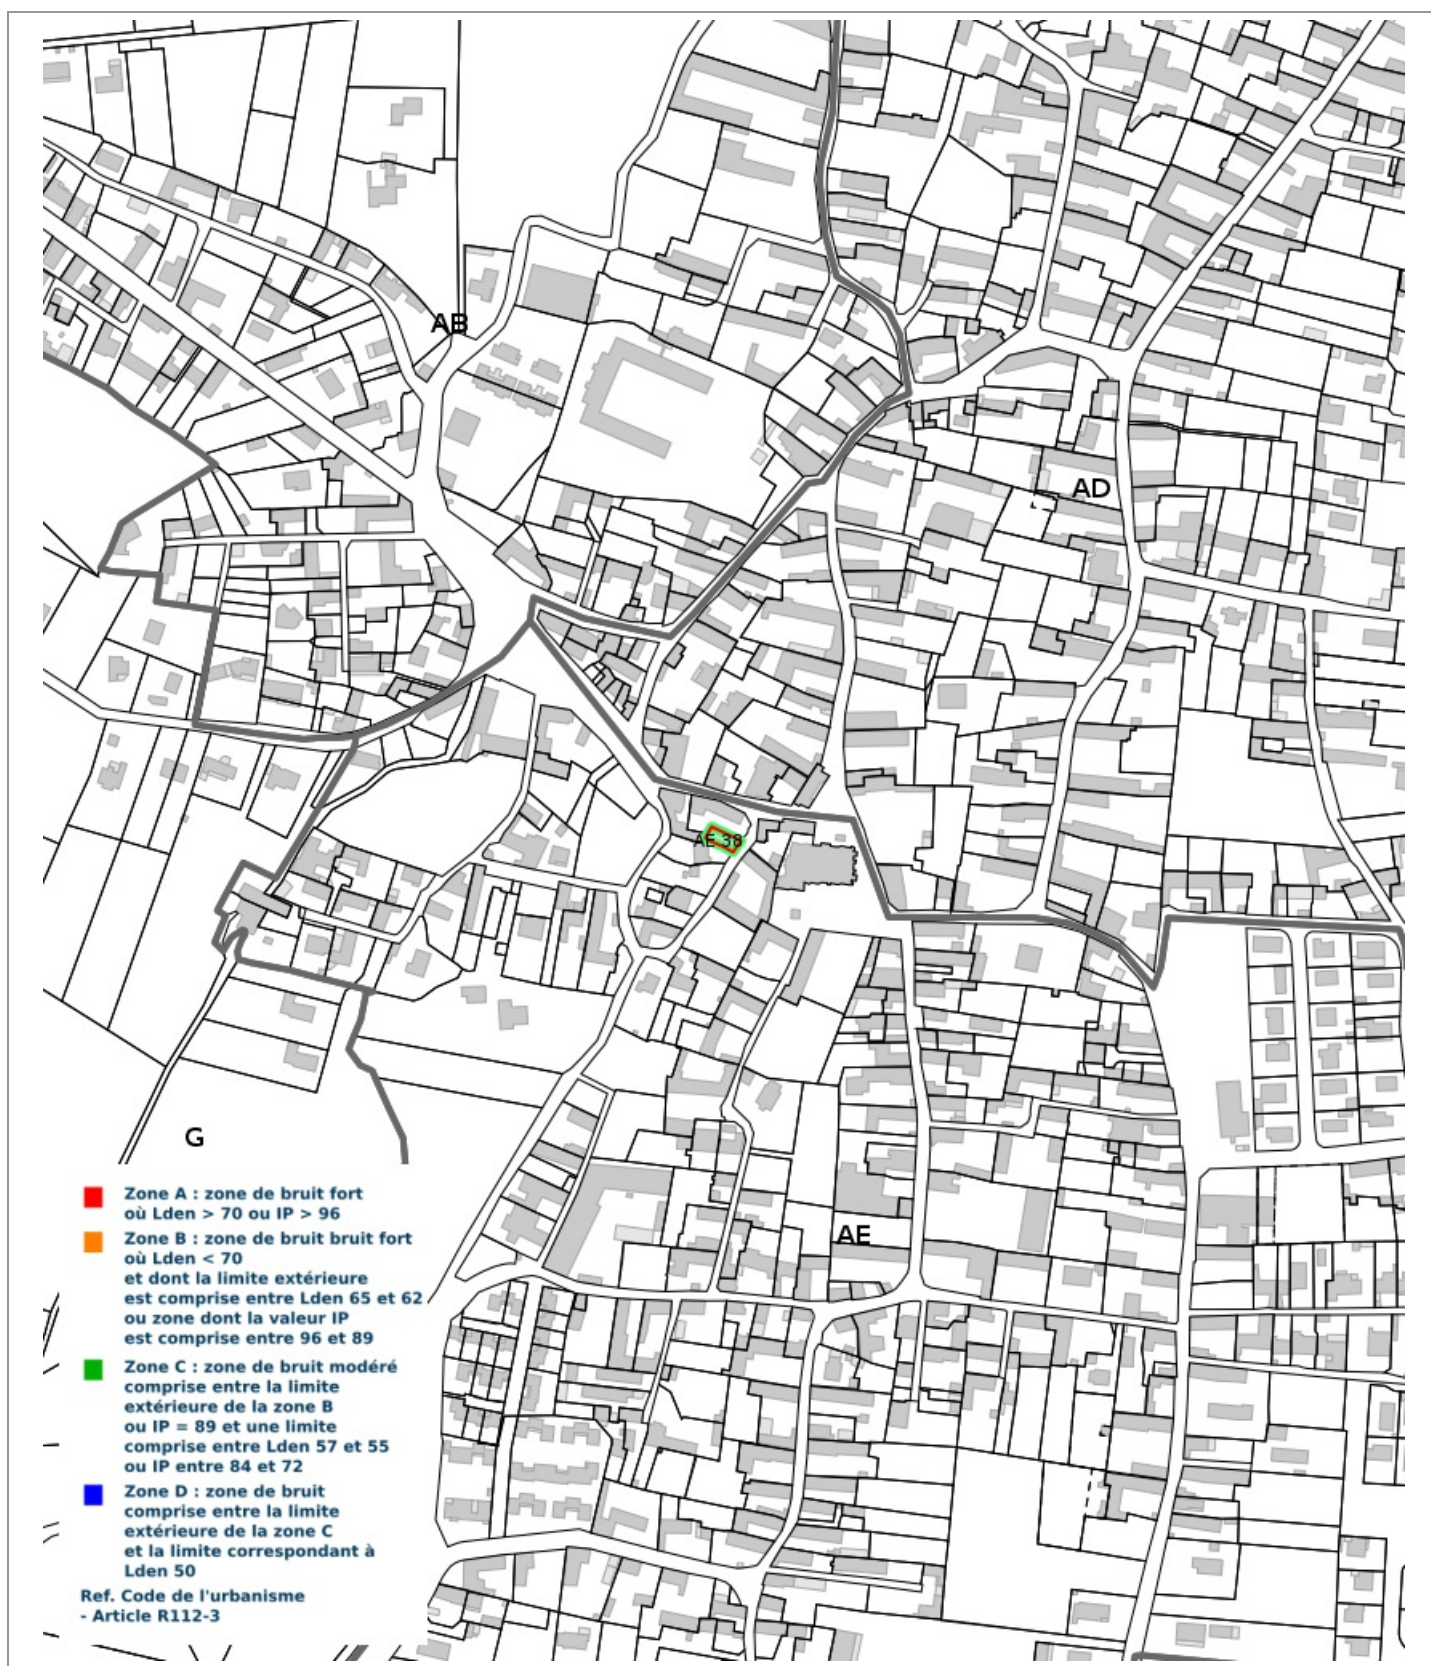 AB
AD
AE 38
G
AE
Zone A : zone de bruit fort
où Lden > 70 ou IP > 96
Zone B : zone de bruit bruit fort
où Lden < 70
et dont la limite extérieure
est comprise entre Lden 65 et 62
ou zone dont la valeur IP
est comprise entre 96 et 89
Zone C : zone de bruit modéré
comprise entre la limite
extérieure de la zone B
ou IP = 89 et une limite
comprise entre Lden 57 et 55
ou IP entre 84 et 72
Zone D : zone de bruit
comprise entre la limite
extérieure de la zone C
et la limite correspondant à
Lden 50
Ref. Code de l'urbanisme
- Article R112-3